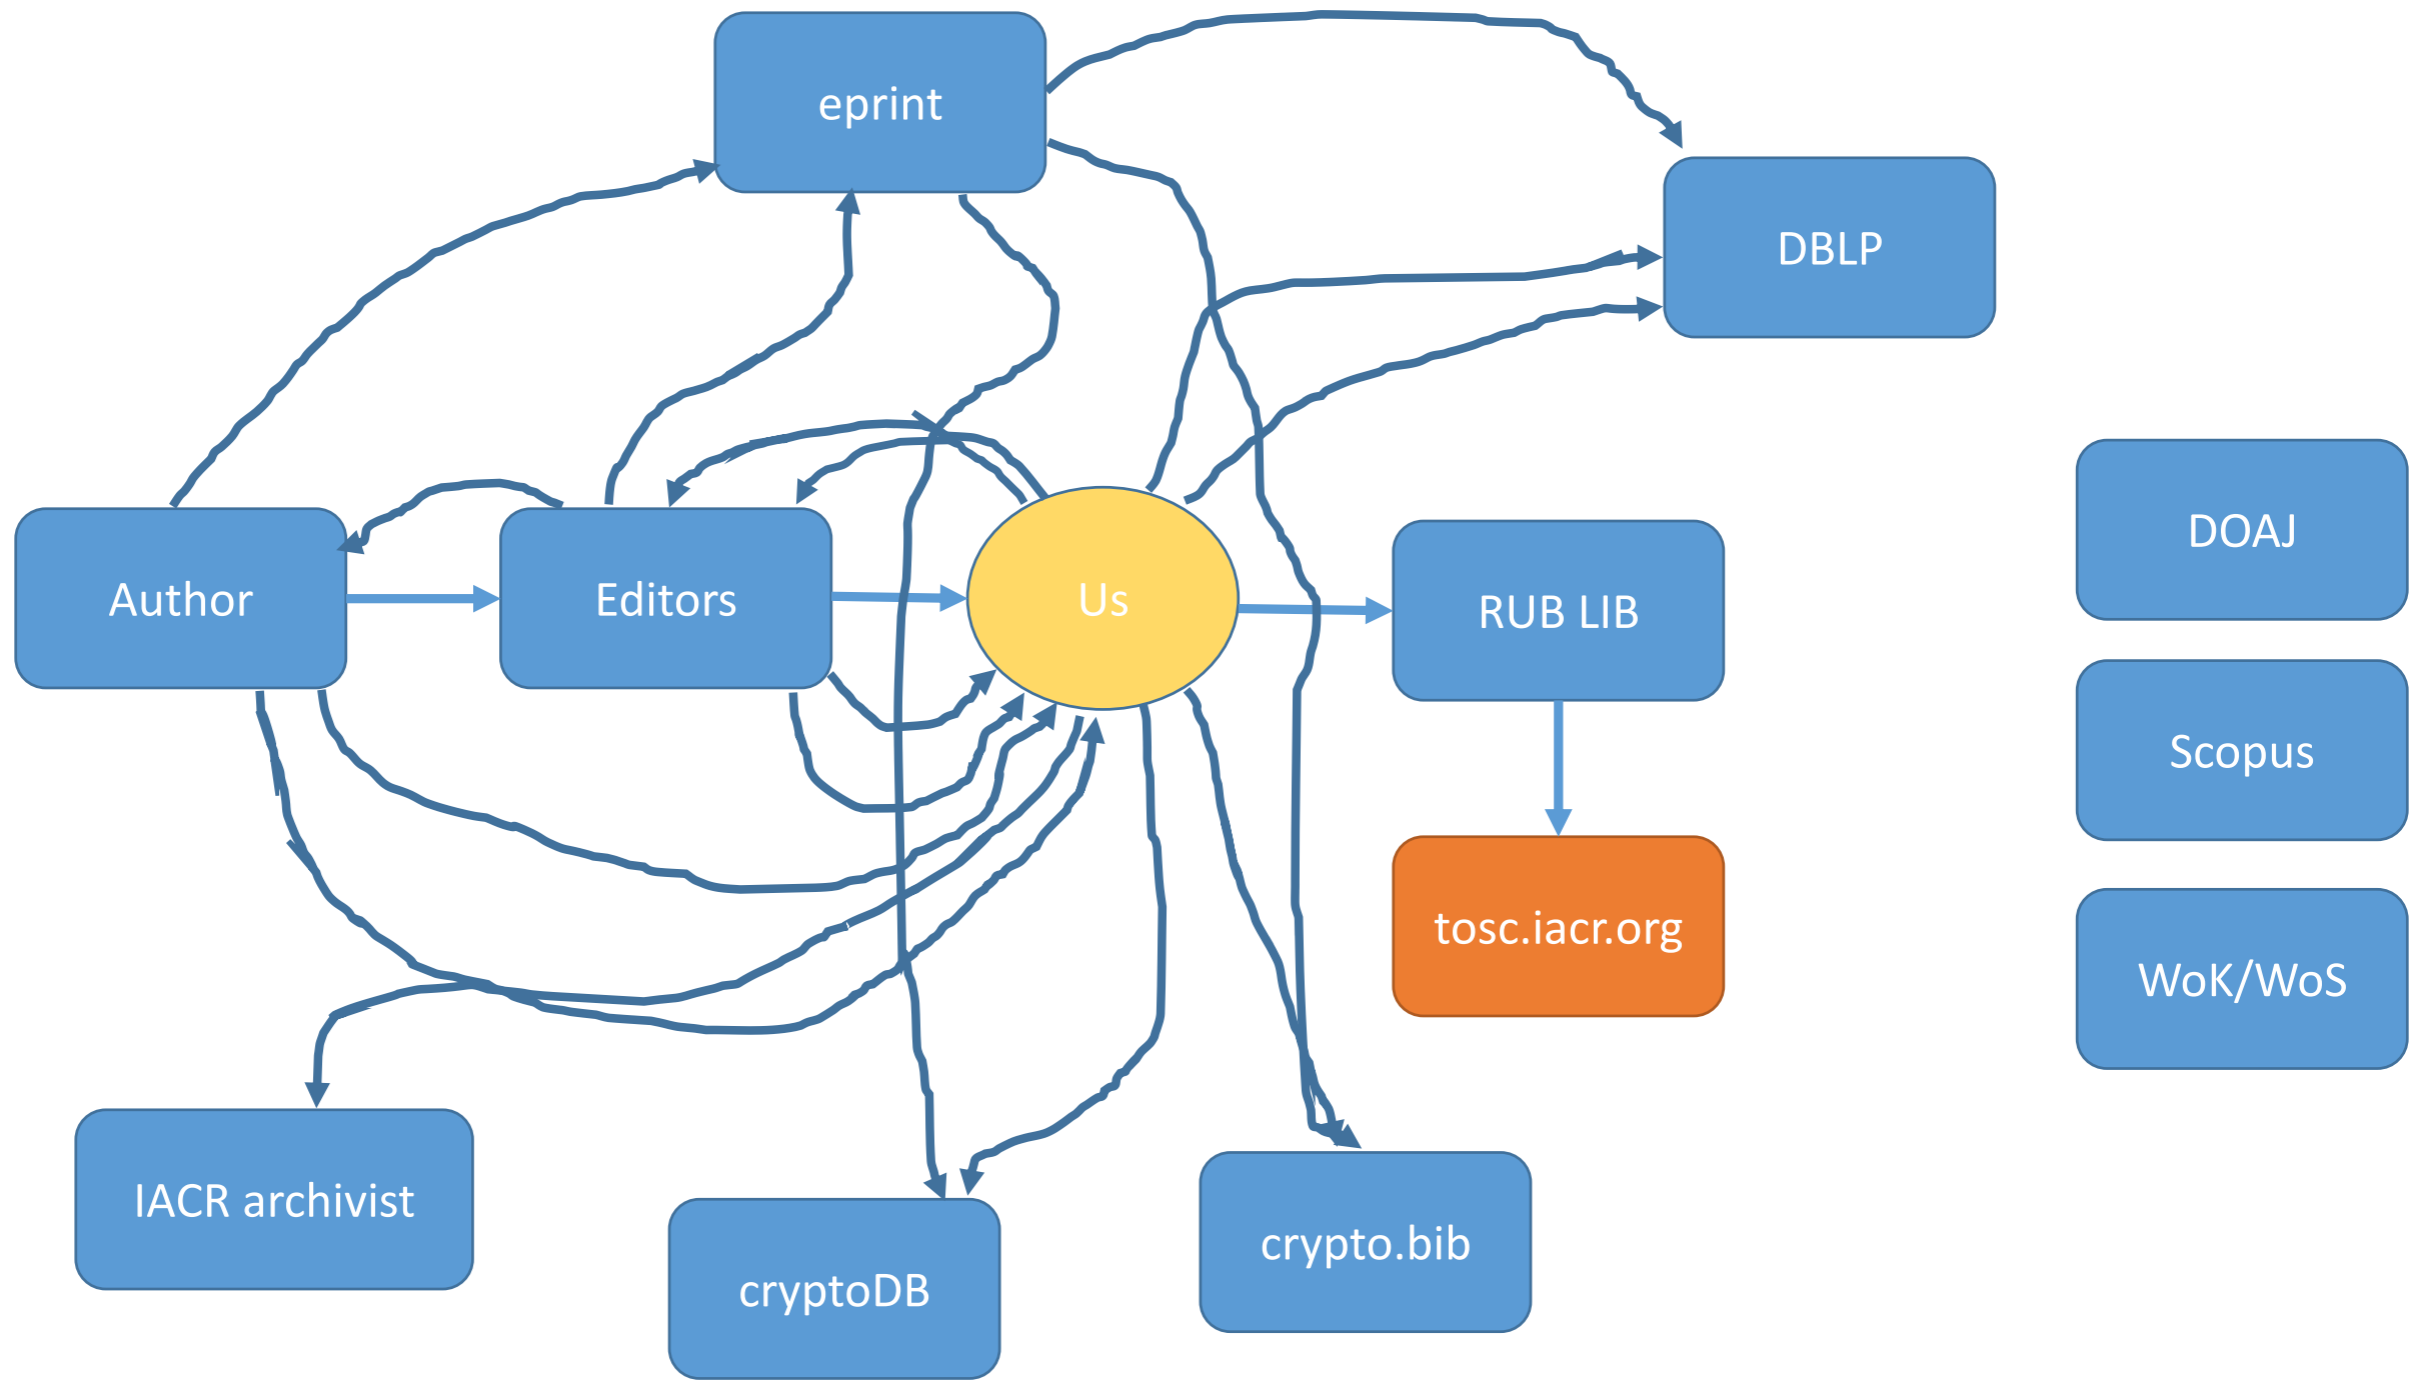 eprint
DBLP
Author
Editors
Us
RUB LIB
DOAJ
Scopus
tosc.iacr.org
WoK/WoS
IACR archivist
cryptoDB
crypto.bib